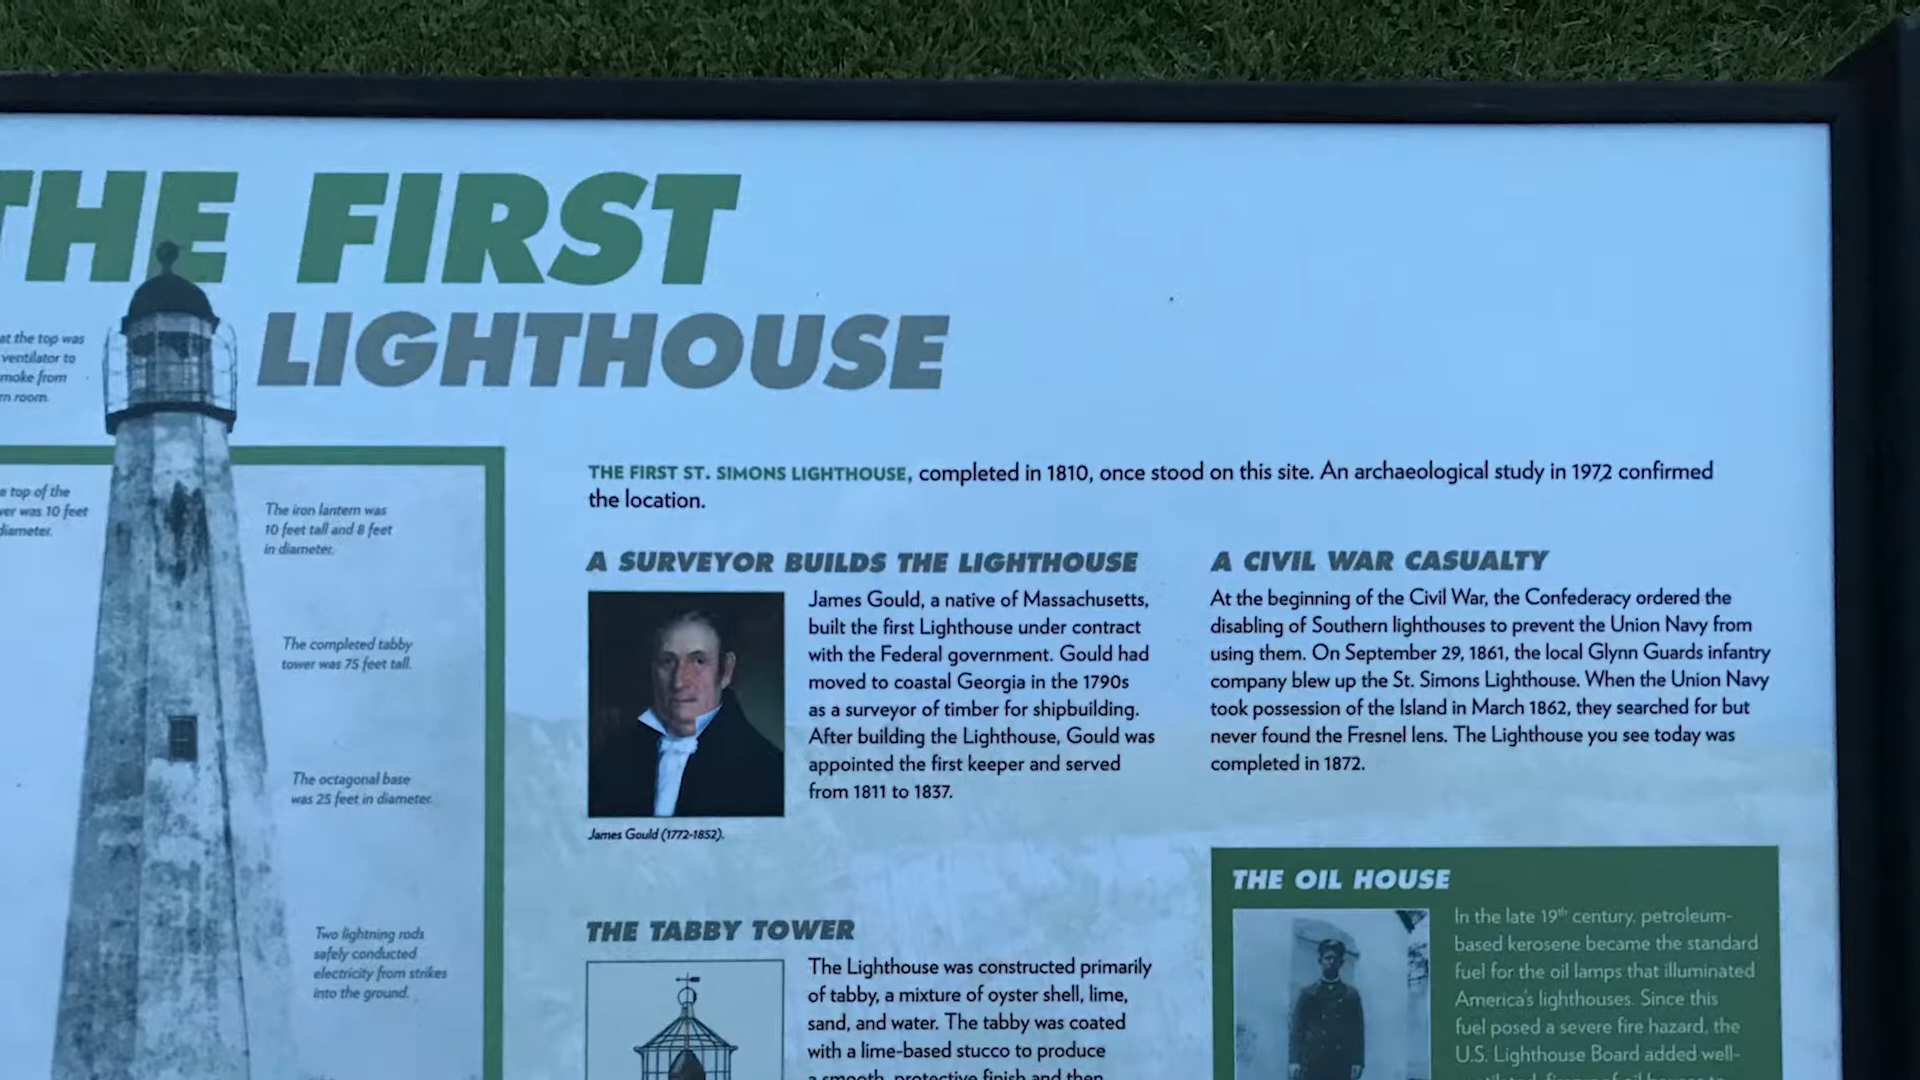 THE FIRST
LIGHTHOUSE
at the top was
ventilator to
moke from
rn room.
top of the
was 10 feet
diameter.
The iron lantern was
10 feet tall and 8 feet
in diameter.
The completed tabby
tower was 75 feet tall.
The octagonal base
was 25 feet in diameter.
Two lightning rods
safely conducted
electricity from strikes
into the ground.
THE FIRST ST. SIMONS LIGHTHOUSE, completed in 1810, once stood on this site. An archaeological study in 1972 confirmed
the location.
A SURVEYOR BUILDS THE LIGHTHOUSE
James Gould, a native of Massachusetts,
built the first Lighthouse under contract
with the Federal government. Gould had
moved to coastal Georgia in the 1790s
as a surveyor of timber for shipbuilding.
After building the Lighthouse, Gould was
appointed the first keeper and served
from 1811 to 1837.
James Gould (1772-1852).
THE TABBY TOWER
The Lighthouse was constructed primarily
of tabby, a mixture of oyster shell, lime,
sand, and water. The tabby was coated
with a lime-based stucco to produce
a smooth, protective finish and then
A CIVIL WAR CASUALTY
At the beginning of the Civil War, the Confederacy ordered the
disabling of Southern lighthouses to prevent the Union Navy from
using them. On September 29, 1861, the local Glynn Guards infantry
company blew up the St. Simons Lighthouse. When the Union Navy
took possession of the Island in March 1862, they searched for but
never found the Fresnel lens. The Lighthouse you see today was
completed in 1872.
THE OIL HOUSE
In the late 19th century, petroleum-
based kerosene became the standard
fuel for the oil lamps that illuminated
America's lighthouses. Since this
fuel posed a severe fire hazard, the
U.S. Lighthouse Board added well-